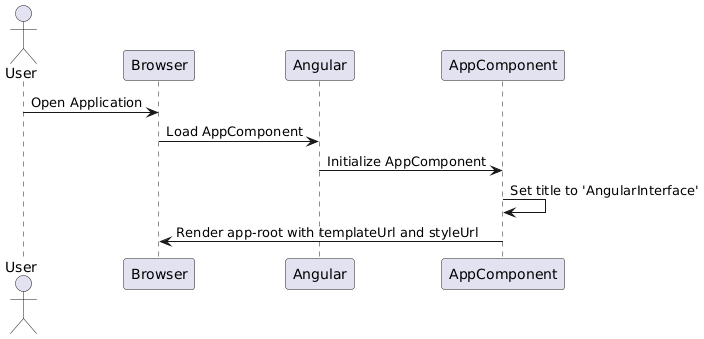 User
Browser
Angular
AppComponent
Open Application
Load AppComponent
Initialize AppComponent
Set title to 'AngularInterface'
Render app-root with templateUrl and styleUrl
User
Browser
Angular
AppComponent